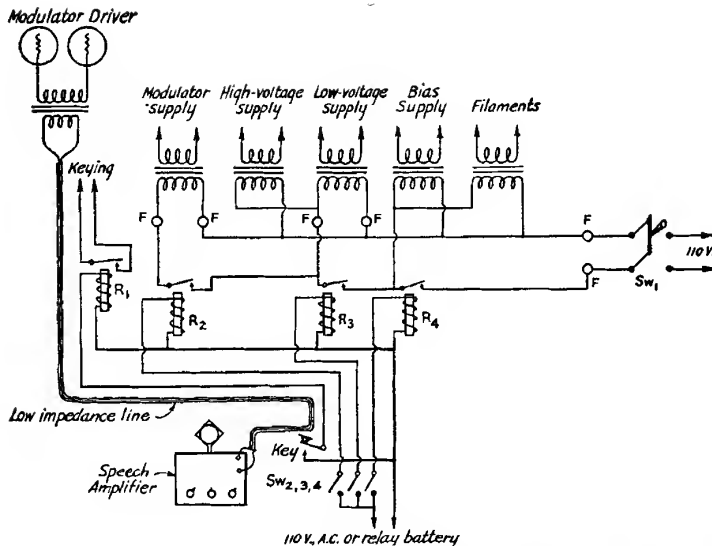 Modulator Driver
Modulator supply
High-voltage supply
Low-voltage supply
Bias Supply
Filaments
Keying
F
F
F
F
F
F
110 V.
Sw1
R1
R2
R3
R4
Low impedance line
Key
Speech Amplifier
Sw2,3,4
110 V., A.C. or relay battery